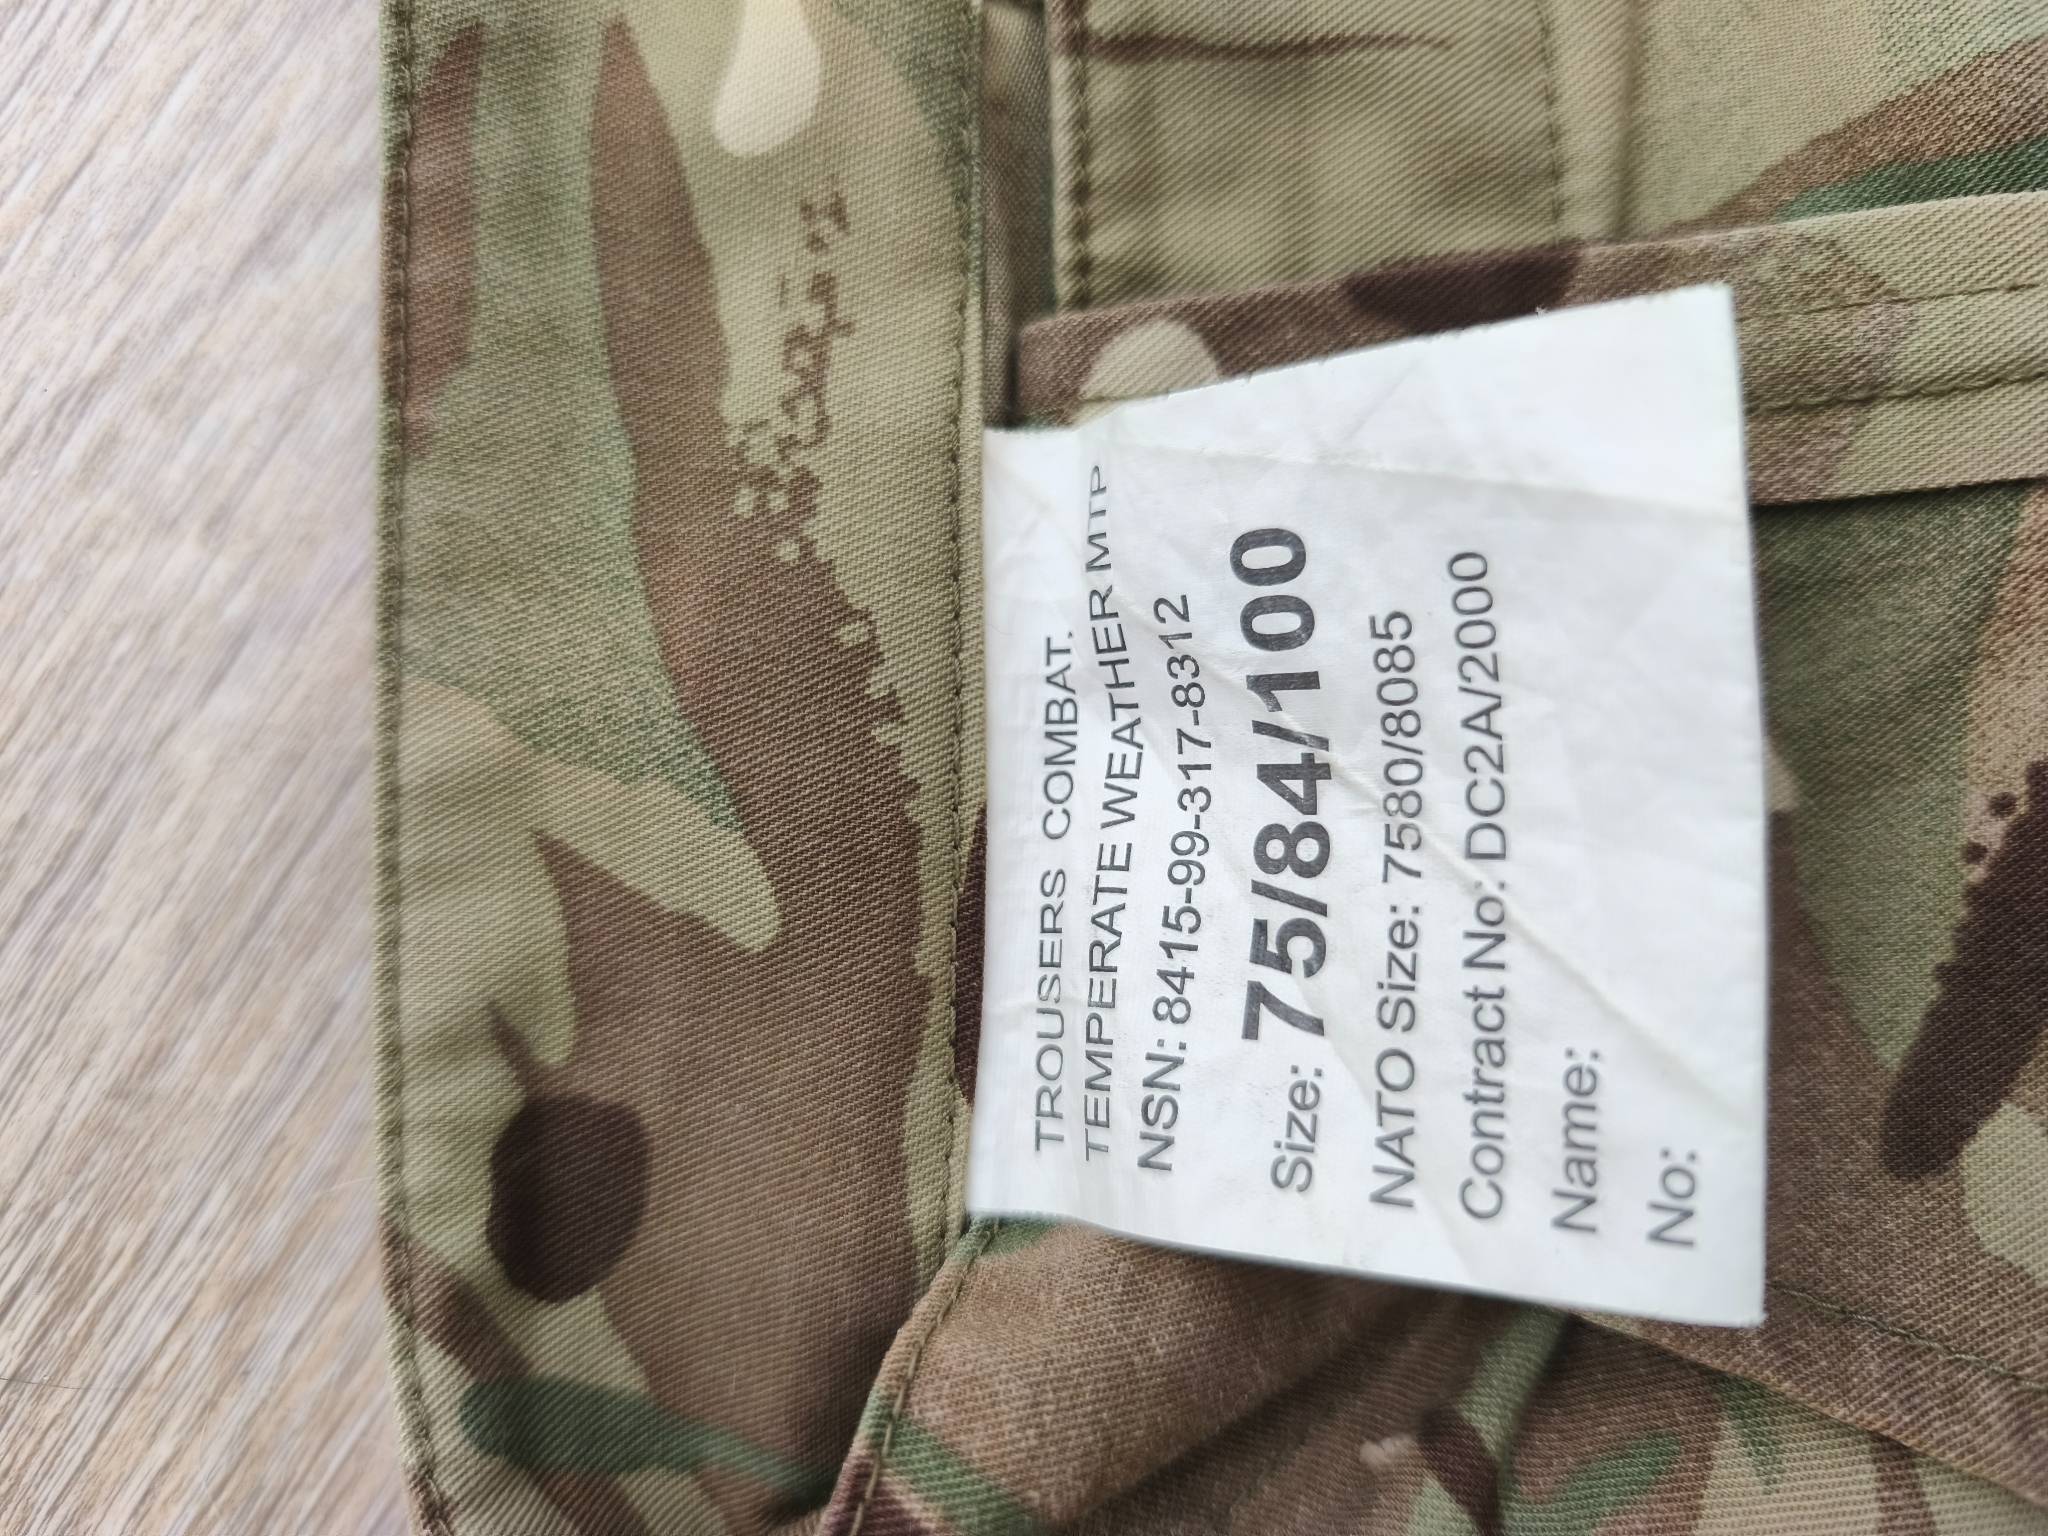 TROUSERS COMBAT.
TEMPERATE WEATHER MTP
NSN: 8415-99-317-8312
Size: 75/84/100
NATO Size: 7580/8085
Contract No: DC2A/2000
Name:
No: